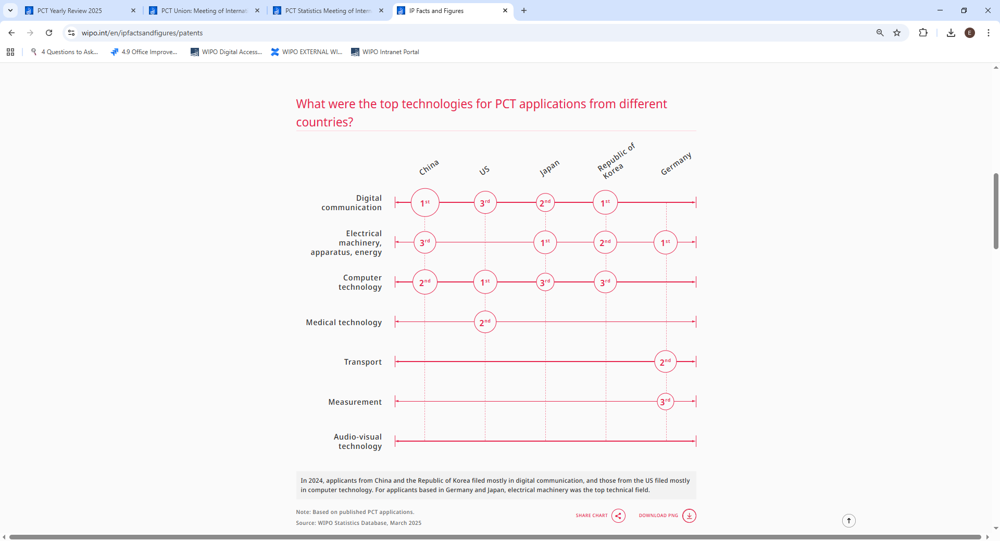 PCT Yearly Review 2025
PCT Union: Meeting of Internati
PCT Statistics Meeting of Intern
IP Facts and Figures
wipo.int/en/ipfactsandfigures/patents
E
4 Questions to Ask...
4.9 Office Improve...
WIPO Digital Access...
WIPO EXTERNAL WI...
WIPO Intranet Portal
What were the top technologies for PCT applications from different
countries?
China
US
Japan
Republic of
Korea
Germany
Digital
communication
1st
3rd
2nd
1st
Electrical
machinery,
apparatus, energy
3rd
1st
2nd
1st
Computer
technology
2nd
1st
3rd
3rd
Medical technology
2nd
Transport
2nd
Measurement
3rd
Audio-visual
technology
In 2024, applicants from China and the Republic of Korea filed mostly in digital communication, and those from the US filed mostly
in computer technology. For applicants based in Germany and Japan, electrical machinery was the top technical field.
Note: Based on published PCT applications.
Source: WIPO Statistics Database, March 2025
SHARE CHART
DOWNLOAD PNG